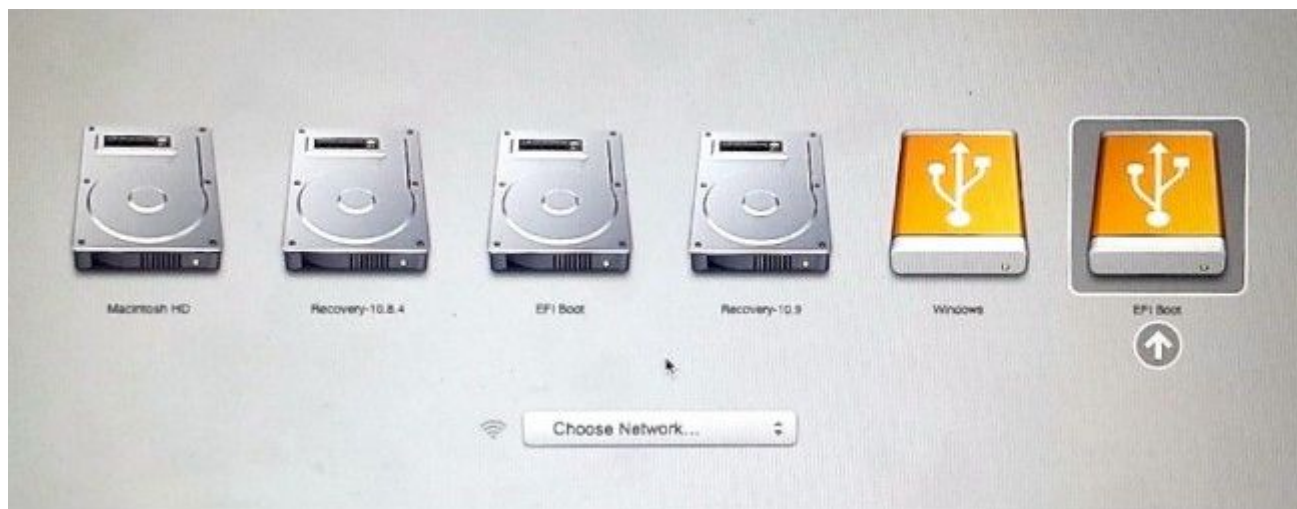 Macintosh HD
Recovery-10.8.4
EFI Boot
Recovery-10.9
Windows
EFI Boot
Choose Network...